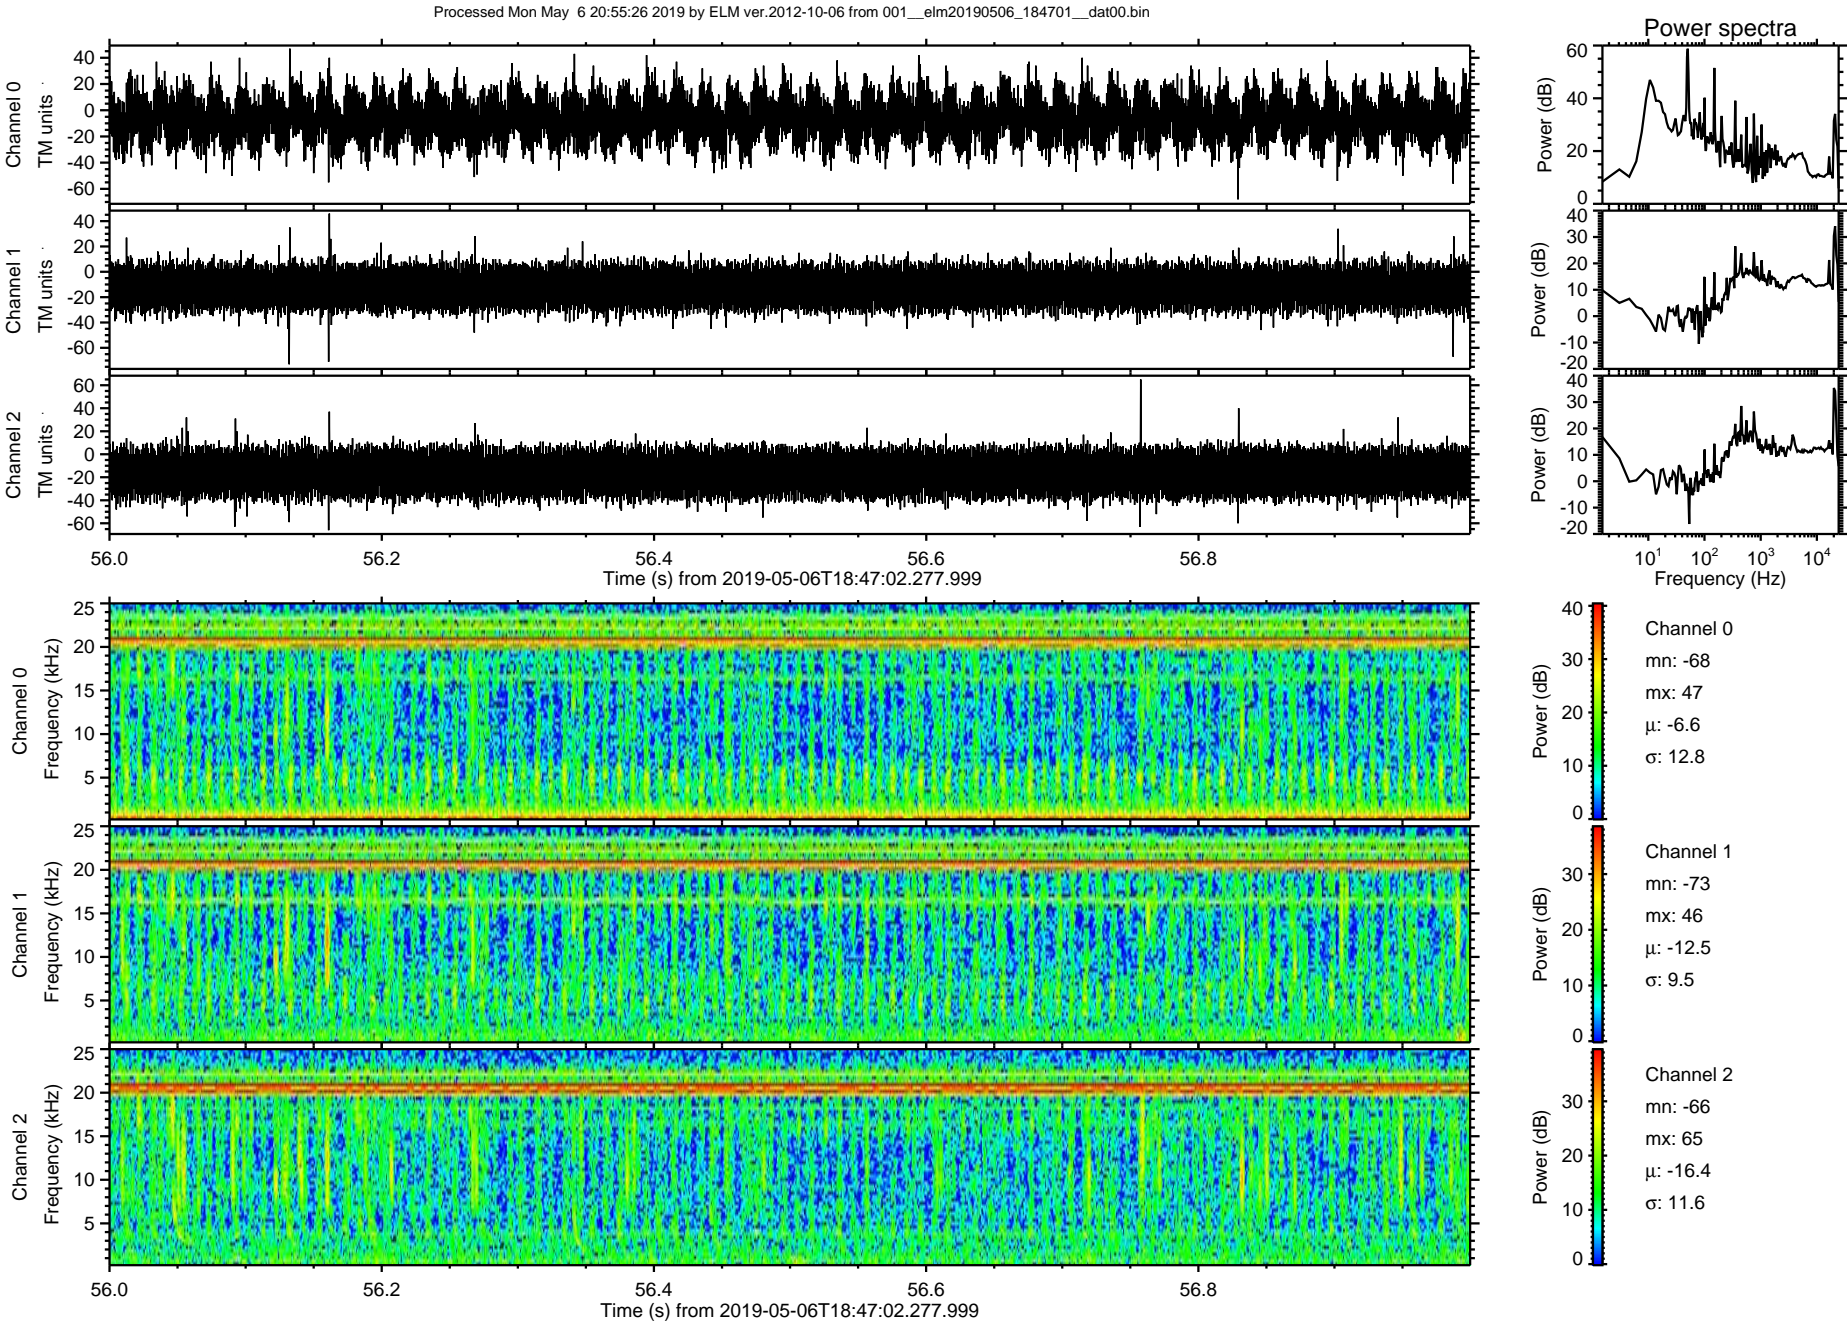 Processed Mon May  6 20:55:26 2019 by ELM ver.2012-10-06 from 001__elm20190506_184701__dat00.bin
Power spectra
Channel 0
TM units
40
20
0
-20
-40
-60
Power (dB)
60
40
20
0
Channel 1
TM units
40
20
0
-20
-40
-60
Power (dB)
40
30
20
10
0
-10
-20
Channel 2
TM units
60
40
20
0
-20
-40
-60
Power (dB)
40
30
20
10
0
-10
-20
56.0 56.2 56.4 56.6 56.8
Time (s) from 2019-05-06T18:47:02.277.999
10¹ 10² 10³ 10⁴
Frequency (Hz)
Channel 0
Frequency (kHz)
25
20
15
10
5
Power (dB)
40
30
20
10
0
Channel 0
mn: -68
mx: 47
μ: -6.6
σ: 12.8
Channel 1
Frequency (kHz)
25
20
15
10
5
Power (dB)
30
20
10
0
Channel 1
mn: -73
mx: 46
μ: -12.5
σ: 9.5
Channel 2
Frequency (kHz)
25
20
15
10
5
Power (dB)
30
20
10
0
Channel 2
mn: -66
mx: 65
μ: -16.4
σ: 11.6
56.0 56.2 56.4 56.6 56.8
Time (s) from 2019-05-06T18:47:02.277.999